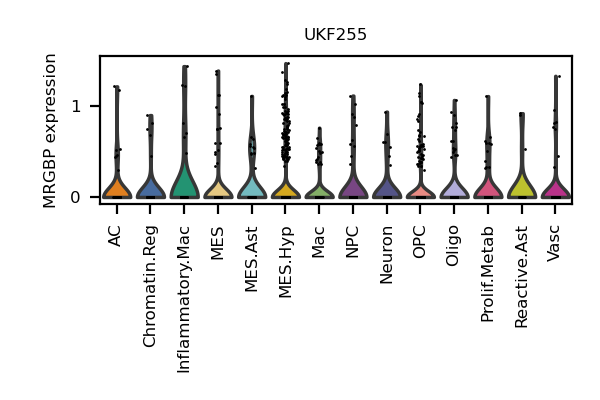 UKF255
MRGBP expression
1
0
AC
Chromatin.Reg
Inflammatory.Mac
MES
MES.Ast
MES.Hyp
Mac
NPC
Neuron
OPC
Oligo
Prolif.Metab
Reactive.Ast
Vasc